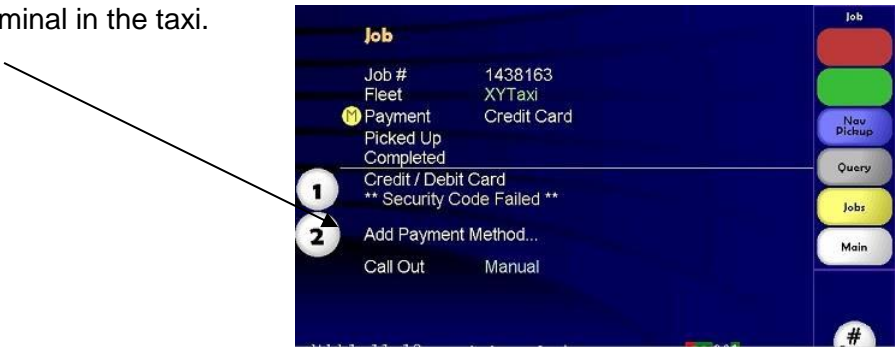 minal in the taxi.
Job
Job # 1438163
Fleet XYTaxi
M Payment Credit Card
Picked Up
Completed
1 Credit / Debit Card
** Security Code Failed **
2 Add Payment Method...
Call Out Manual
Job
Nav
Pickup
Query
Jobs
Main
#